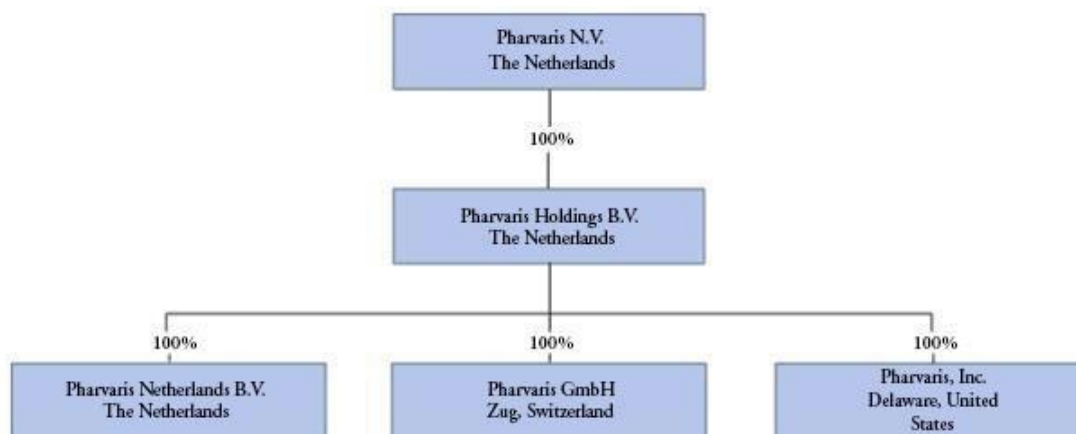 Pharvaris N.V.
The Netherlands
100%
Pharvaris Holdings B.V.
The Netherlands
100%
100%
100%
Pharvaris Netherlands B.V.
The Netherlands
Pharvaris GmbH
Zug, Switzerland
Pharvaris, Inc.
Delaware, United
States